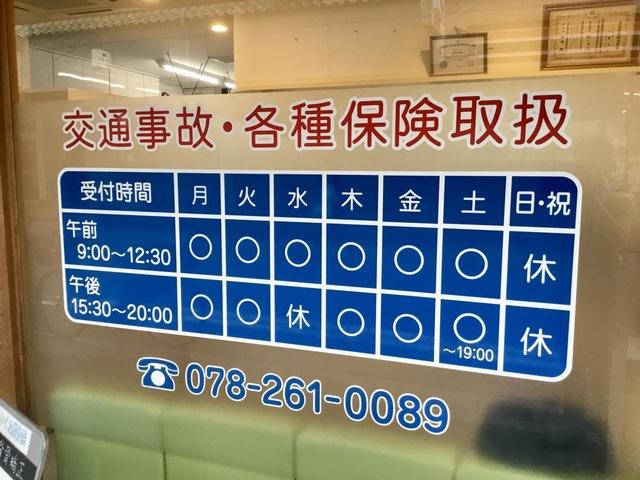 交通事故・各種保険取扱
受付時間 月 火 水 木 金 土 日・祝
午前 9:00～12:30 ○ ○ ○ ○ ○ ○ 休
午後 15:30～20:00 ○ ○ 休 ○ ○ ○ ～19:00 休
☎ 078-261-0089